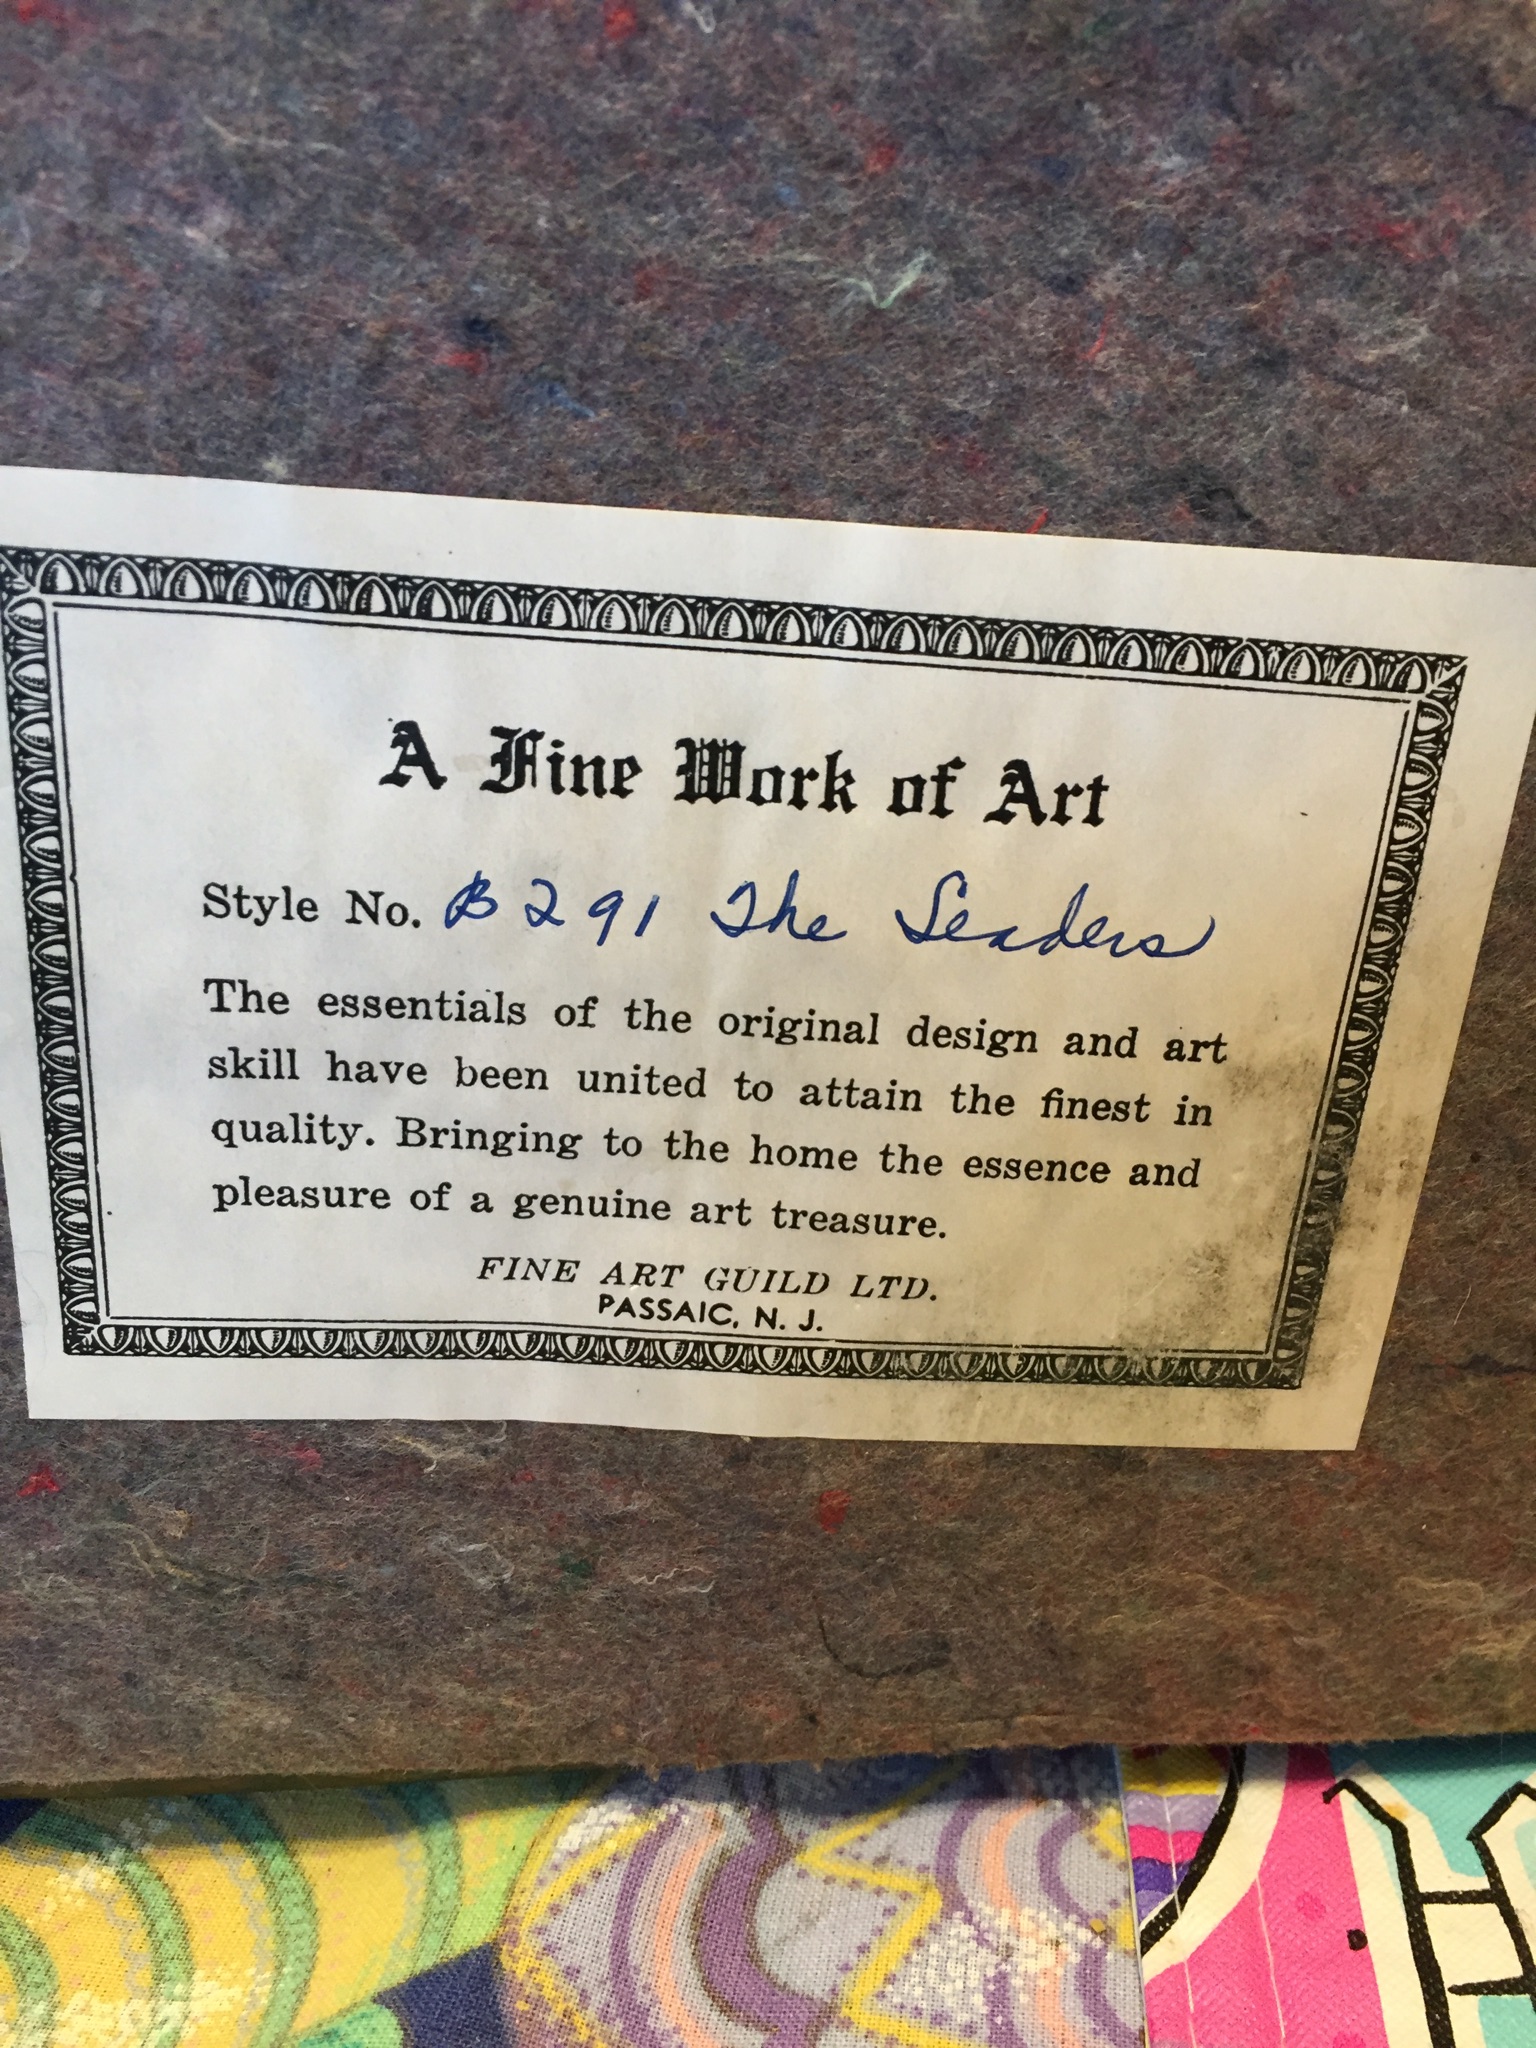 A Fine Work of Art
Style No. B291 The Leaders
The essentials of the original design and art
skill have been united to attain the finest in
quality. Bringing to the home the essence and
pleasure of a genuine art treasure.
FINE ART GUILD LTD.
PASSAIC, N. J.